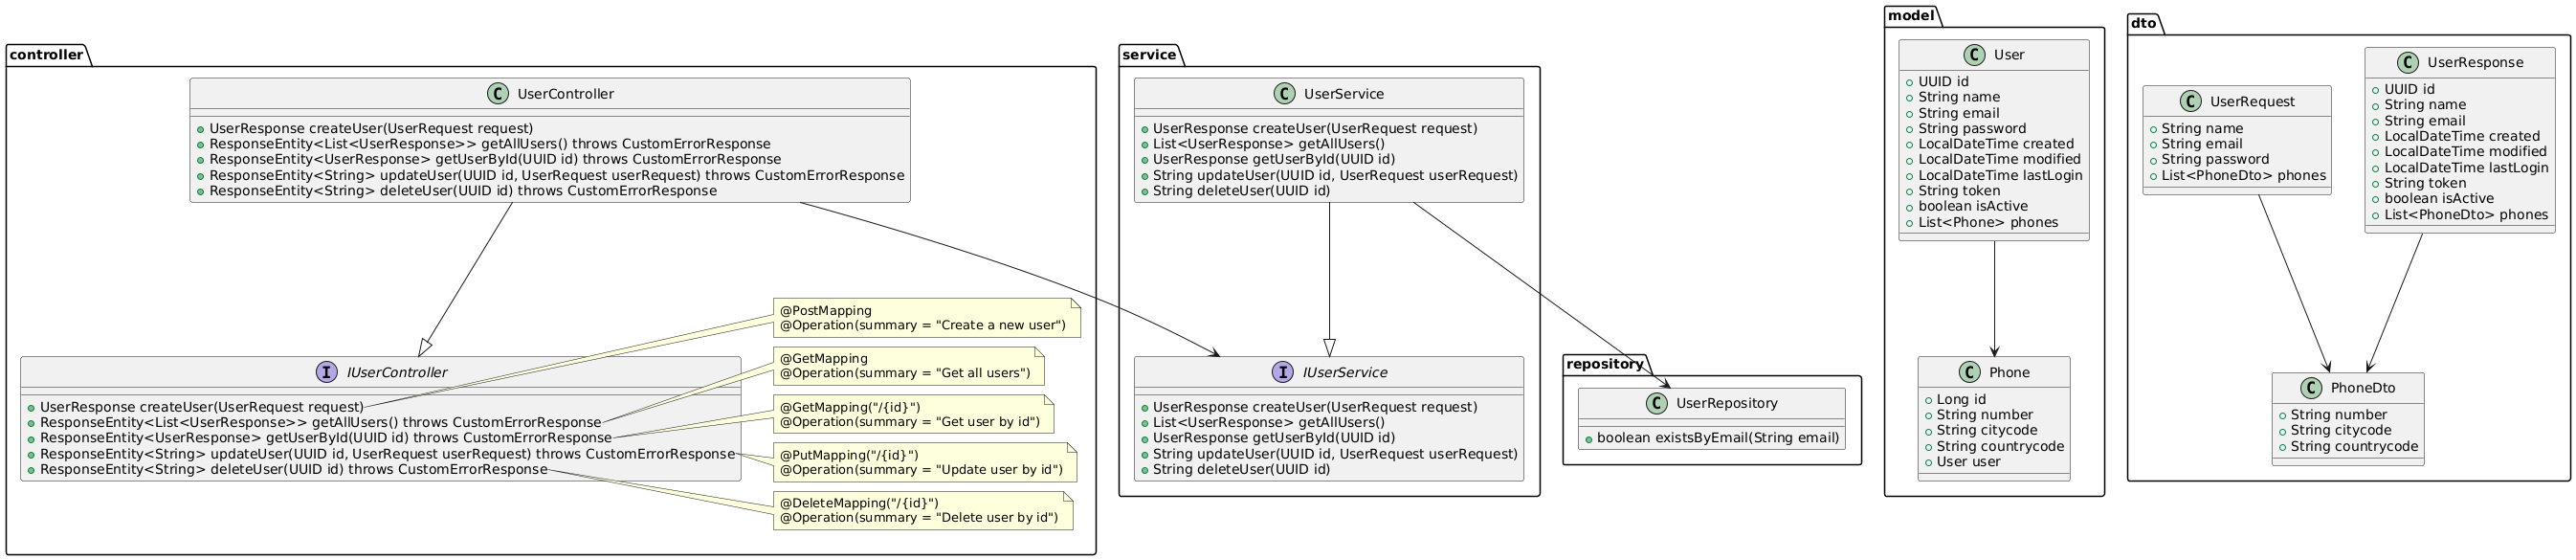 controller
UserController
UserResponse createUser(UserRequest request)
ResponseEntity<List<UserResponse>> getAllUsers() throws CustomErrorResponse
ResponseEntity<UserResponse> getUserById(UUID id) throws CustomErrorResponse
ResponseEntity<String> updateUser(UUID id, UserRequest userRequest) throws CustomErrorResponse
ResponseEntity<String> deleteUser(UUID id) throws CustomErrorResponse
@PostMapping
@Operation(summary = "Create a new user")
@GetMapping
@Operation(summary = "Get all users")
@GetMapping("/{id}")
@Operation(summary = "Get user by id")
@PutMapping("/{id}")
@Operation(summary = "Update user by id")
@DeleteMapping("/{id}")
@Operation(summary = "Delete user by id")
IUserController
UserResponse createUser(UserRequest request)
ResponseEntity<List<UserResponse>> getAllUsers() throws CustomErrorResponse
ResponseEntity<UserResponse> getUserById(UUID id) throws CustomErrorResponse
ResponseEntity<String> updateUser(UUID id, UserRequest userRequest) throws CustomErrorResponse
ResponseEntity<String> deleteUser(UUID id) throws CustomErrorResponse
service
UserService
UserResponse createUser(UserRequest request)
List<UserResponse> getAllUsers()
UserResponse getUserById(UUID id)
String updateUser(UUID id, UserRequest userRequest)
String deleteUser(UUID id)
IUserService
UserResponse createUser(UserRequest request)
List<UserResponse> getAllUsers()
UserResponse getUserById(UUID id)
String updateUser(UUID id, UserRequest userRequest)
String deleteUser(UUID id)
repository
UserRepository
boolean existsByEmail(String email)
model
User
UUID id
String name
String email
String password
LocalDateTime created
LocalDateTime modified
LocalDateTime lastLogin
String token
boolean isActive
List<Phone> phones
Phone
Long id
String number
String citycode
String countrycode
User user
dto
UserRequest
String name
String email
String password
List<PhoneDto> phones
UserResponse
UUID id
String name
String email
LocalDateTime created
LocalDateTime modified
LocalDateTime lastLogin
String token
boolean isActive
List<PhoneDto> phones
PhoneDto
String number
String citycode
String countrycode